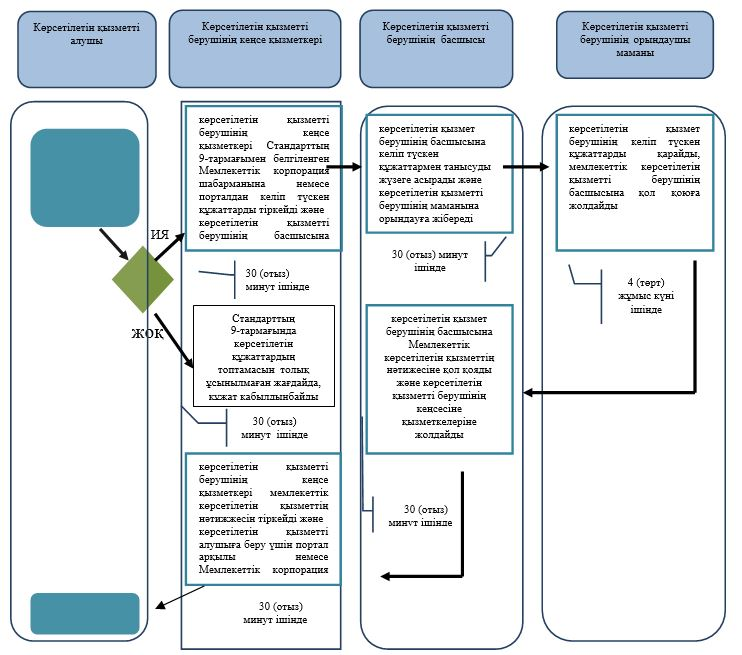 Көрсетілетін қызметті
алушы
Көрсетілетін қызметті
берушінің кеңсе қызметкері
Көрсетілетін қызметті
берушінің басшысы
Көрсетілетін қызметті
берушінің орындаушы
маманы
ИЯ
ЖОҚ
көрсетілетін қызметті
берушінің кеңсе
қызметкері Стандарттың
9-тармағымен белгіленген
Мемлекеттік корпорация
шабарманына немесе
порталдан келіп түскен
құжаттарды тіркейді және
көрсетілетін қызметті
берушінің басшысына
30 (отыз)
минут ішінде
Стандарттың
9-тармағында
көрсетілетін
құжаттардың
топтамасын толық
ұсынылмаған жағдайда,
құжат қабылдынбайды
30 (отыз)
минут ішінде
көрсетілетін қызметті
берушінің кеңсе
қызметкері мемлекеттік
көрсетілетін қызметтің
нәтижжесін тіркейді және
көрсетілетін қызметті
алушыға беру үшін портал
арқылы немесе
Мемлекеттік корпорация
30 (отыз)
минут ішінде
көрсетілетін қызмет
берушінің басшысына
келіп түскен
құжаттармен танысуды
жүзеге асырады және
көрсетілетін қызметті
берушінің маманына
орындауға жібереді
30 (отыз) минут
ішінде
көрсетілетін қызмет
берушінің басшысына
Мемлекеттік
көрсетілетін қызметтің
нәтижесіне қол қояды
және көрсетілетін
қызметті берушінің
кеңсесіне
қызметкелеріне
жолдайды
30 (отыз)
минут ішінде
көрсетілетін қызмет
берушінің келіп түскен
құжаттарды қарайды,
мемлекеттік көрсетілетін
қызметті берушінің
басшысына қол қоюға
жолдайды
4 (төрт)
жұмыс күні
ішінде